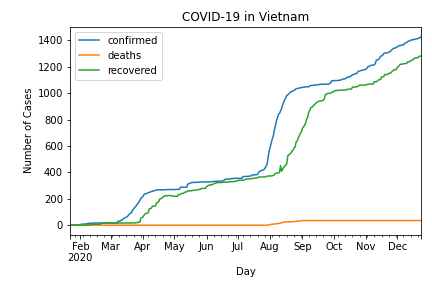 COVID-19 in Vietnam
confirmed
deaths
recovered
Number of Cases
1400
1200
1000
800
600
400
200
0
Feb Mar Apr May Jun Jul Aug Sep Oct Nov Dec
2020
Day